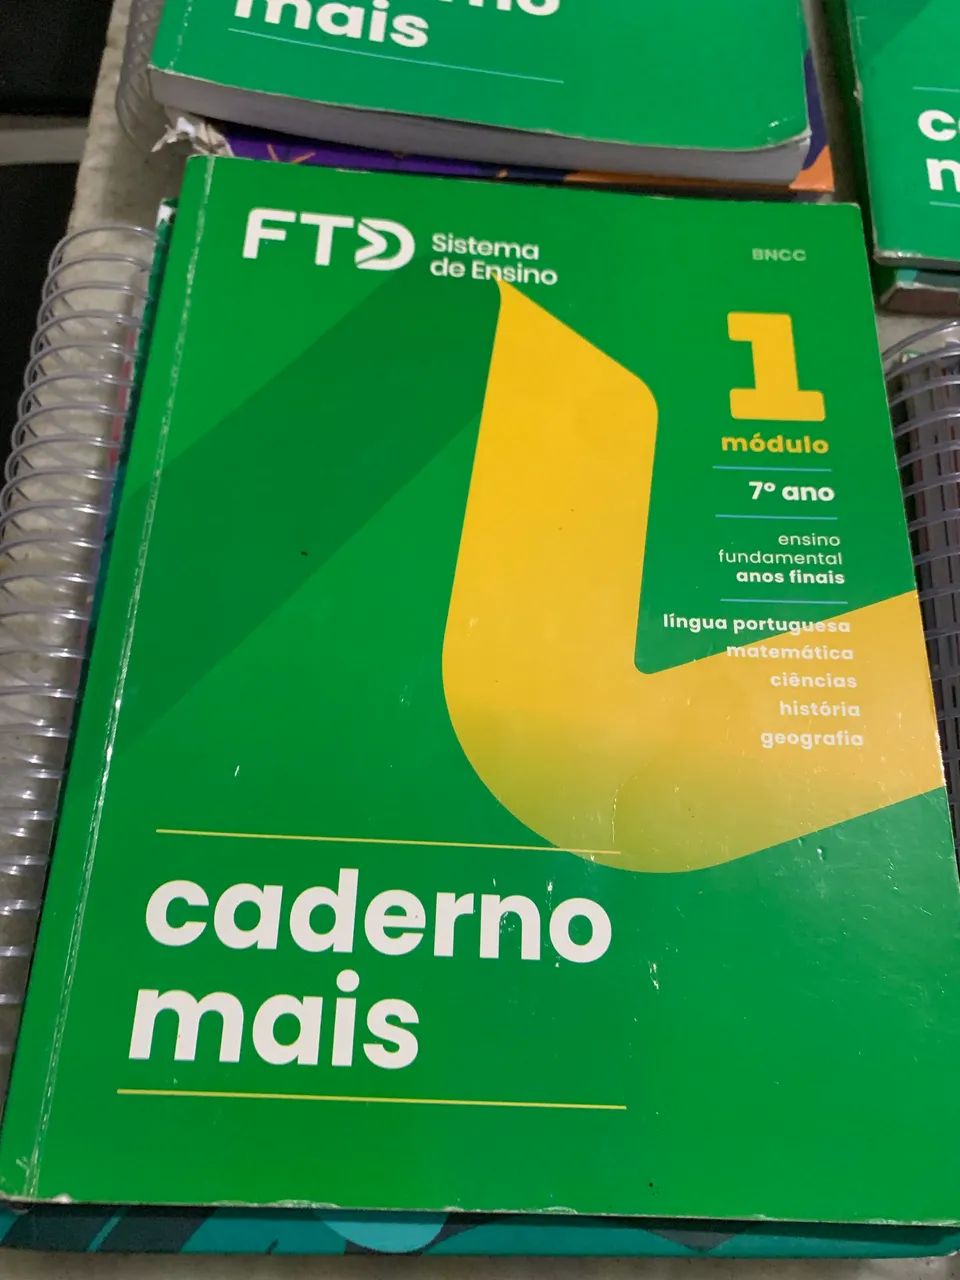 mais
FTD
Sistema
de Ensino
BNCC
1
módulo
7º ano
ensino
fundamental
anos finais
língua portuguesa
matemática
ciências
história
geografia
caderno
mais